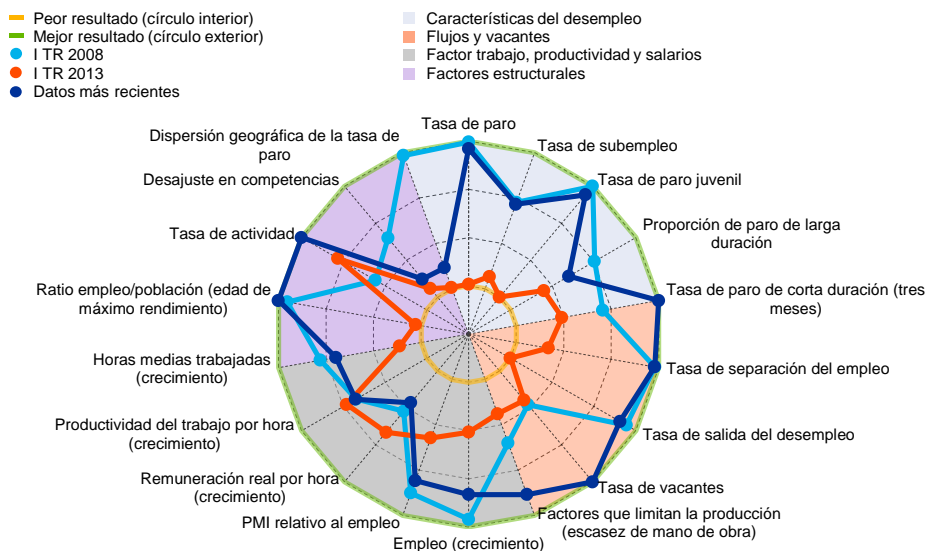 Peor resultado (círculo interior)
Mejor resultado (círculo exterior)
I TR 2008
I TR 2013
Datos más recientes
Características del desempleo
Flujos y vacantes
Factor trabajo, productividad y salarios
Factores estructurales
Tasa de paro
Tasa de subempleo
Tasa de paro juvenil
Proporción de paro de larga
duración
Tasa de paro de corta duración (tres
meses)
Tasa de separación del empleo
Tasa de salida del desempleo
Tasa de vacantes
Factores que limitan la producción
(escasez de mano de obra)
Empleo (crecimiento)
PMI relativo al empleo
Remuneración real por hora
(crecimiento)
Productividad del trabajo por hora
(crecimiento)
Horas medias trabajadas
(crecimiento)
Ratio empleo/población (edad de
máximo rendimiento)
Tasa de actividad
Desajuste en competencias
Dispersión geográfica de la tasa de
paro